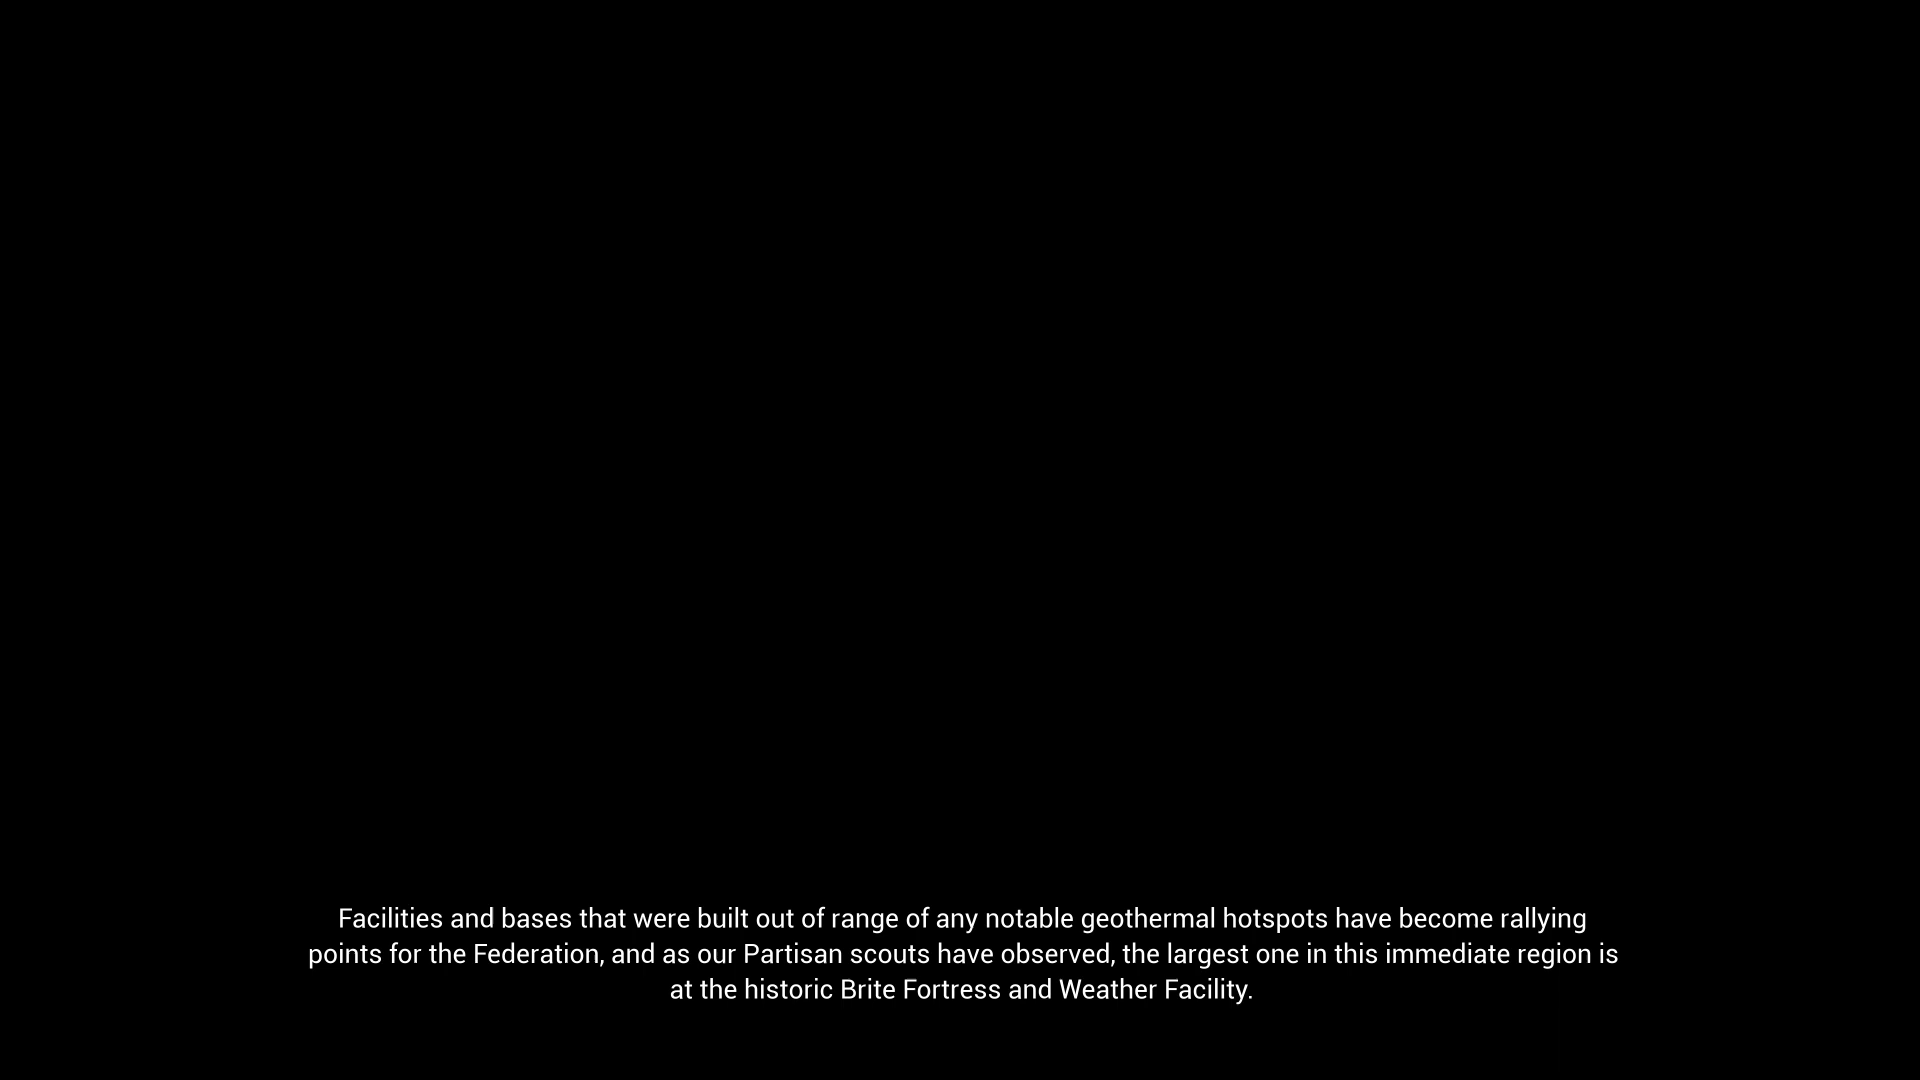 Facilities and bases that were built out of range of any notable geothermal hotspots have become rallying
points for the Federation, and as our Partisan scouts have observed, the largest one in this immediate region is
at the historic Brite Fortress and Weather Facility.